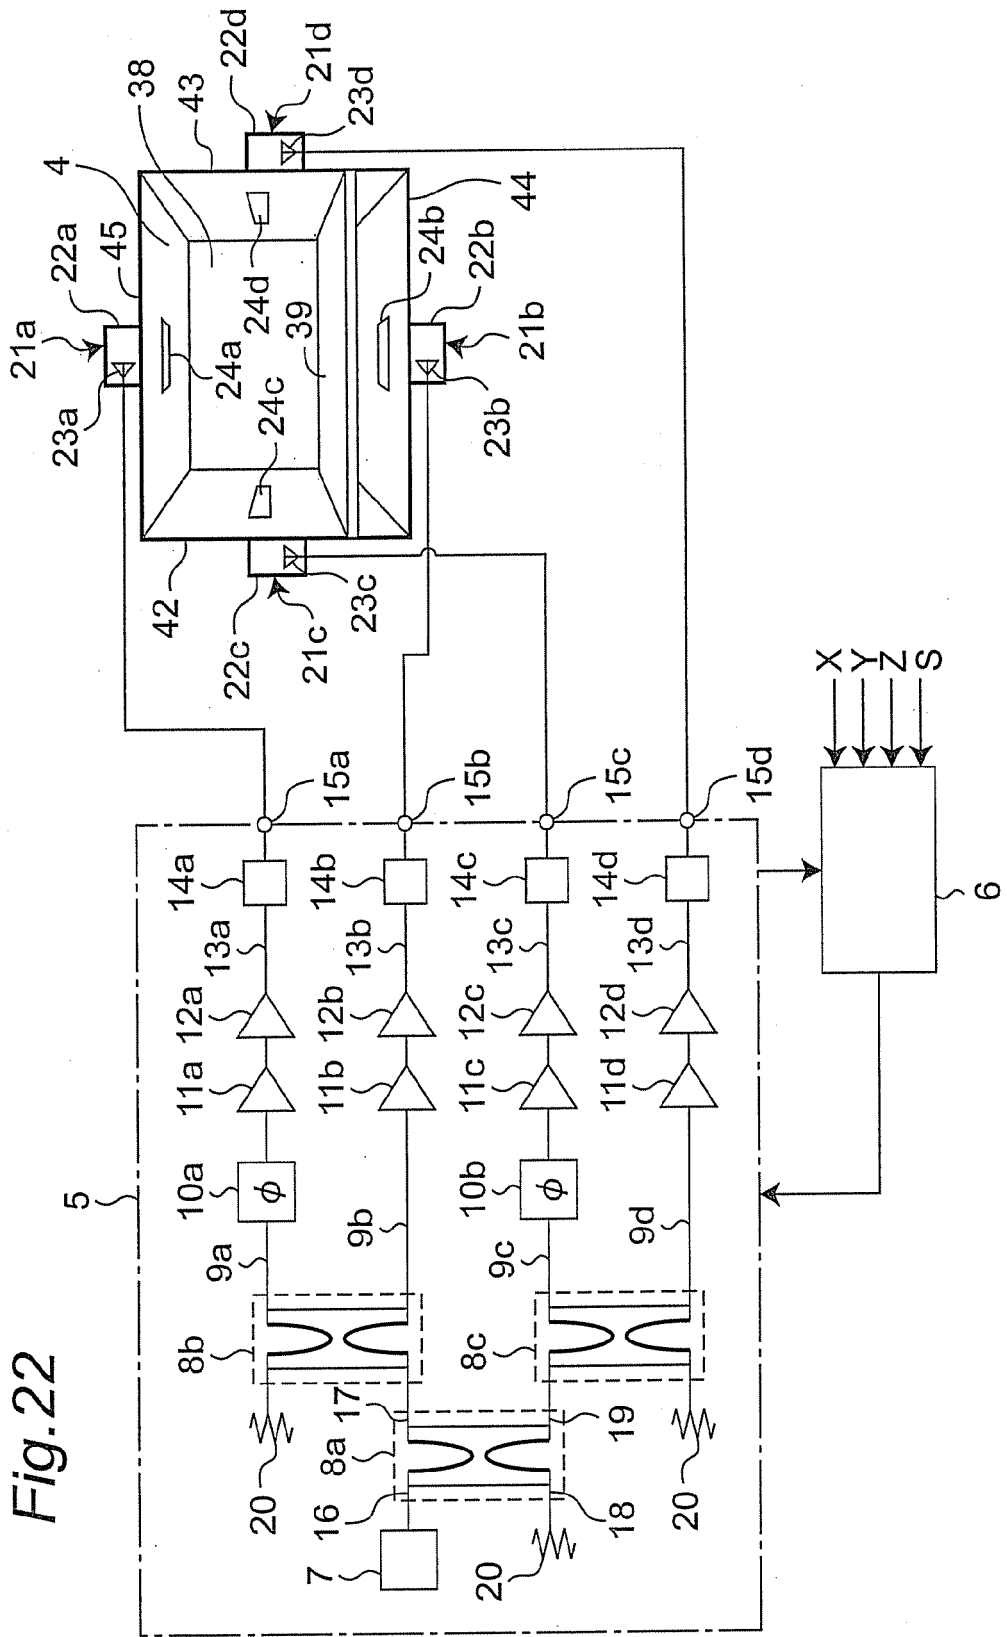 Fig.22
5
7
16
17
18
19
8a
8b
8c
20
20
20
9a
9b
9c
9d
10a
ϕ
10b
ϕ
11a
11b
11c
11d
12a
12b
12c
12d
13a
13b
13c
13d
14a
14b
14c
14d
15a
15b
15c
15d
6
X
Y
Z
S
42
45
4
38
43
44
39
21a
22a
23a
24a
21b
22b
23b
24b
21c
22c
23c
24c
21d
22d
23d
24d